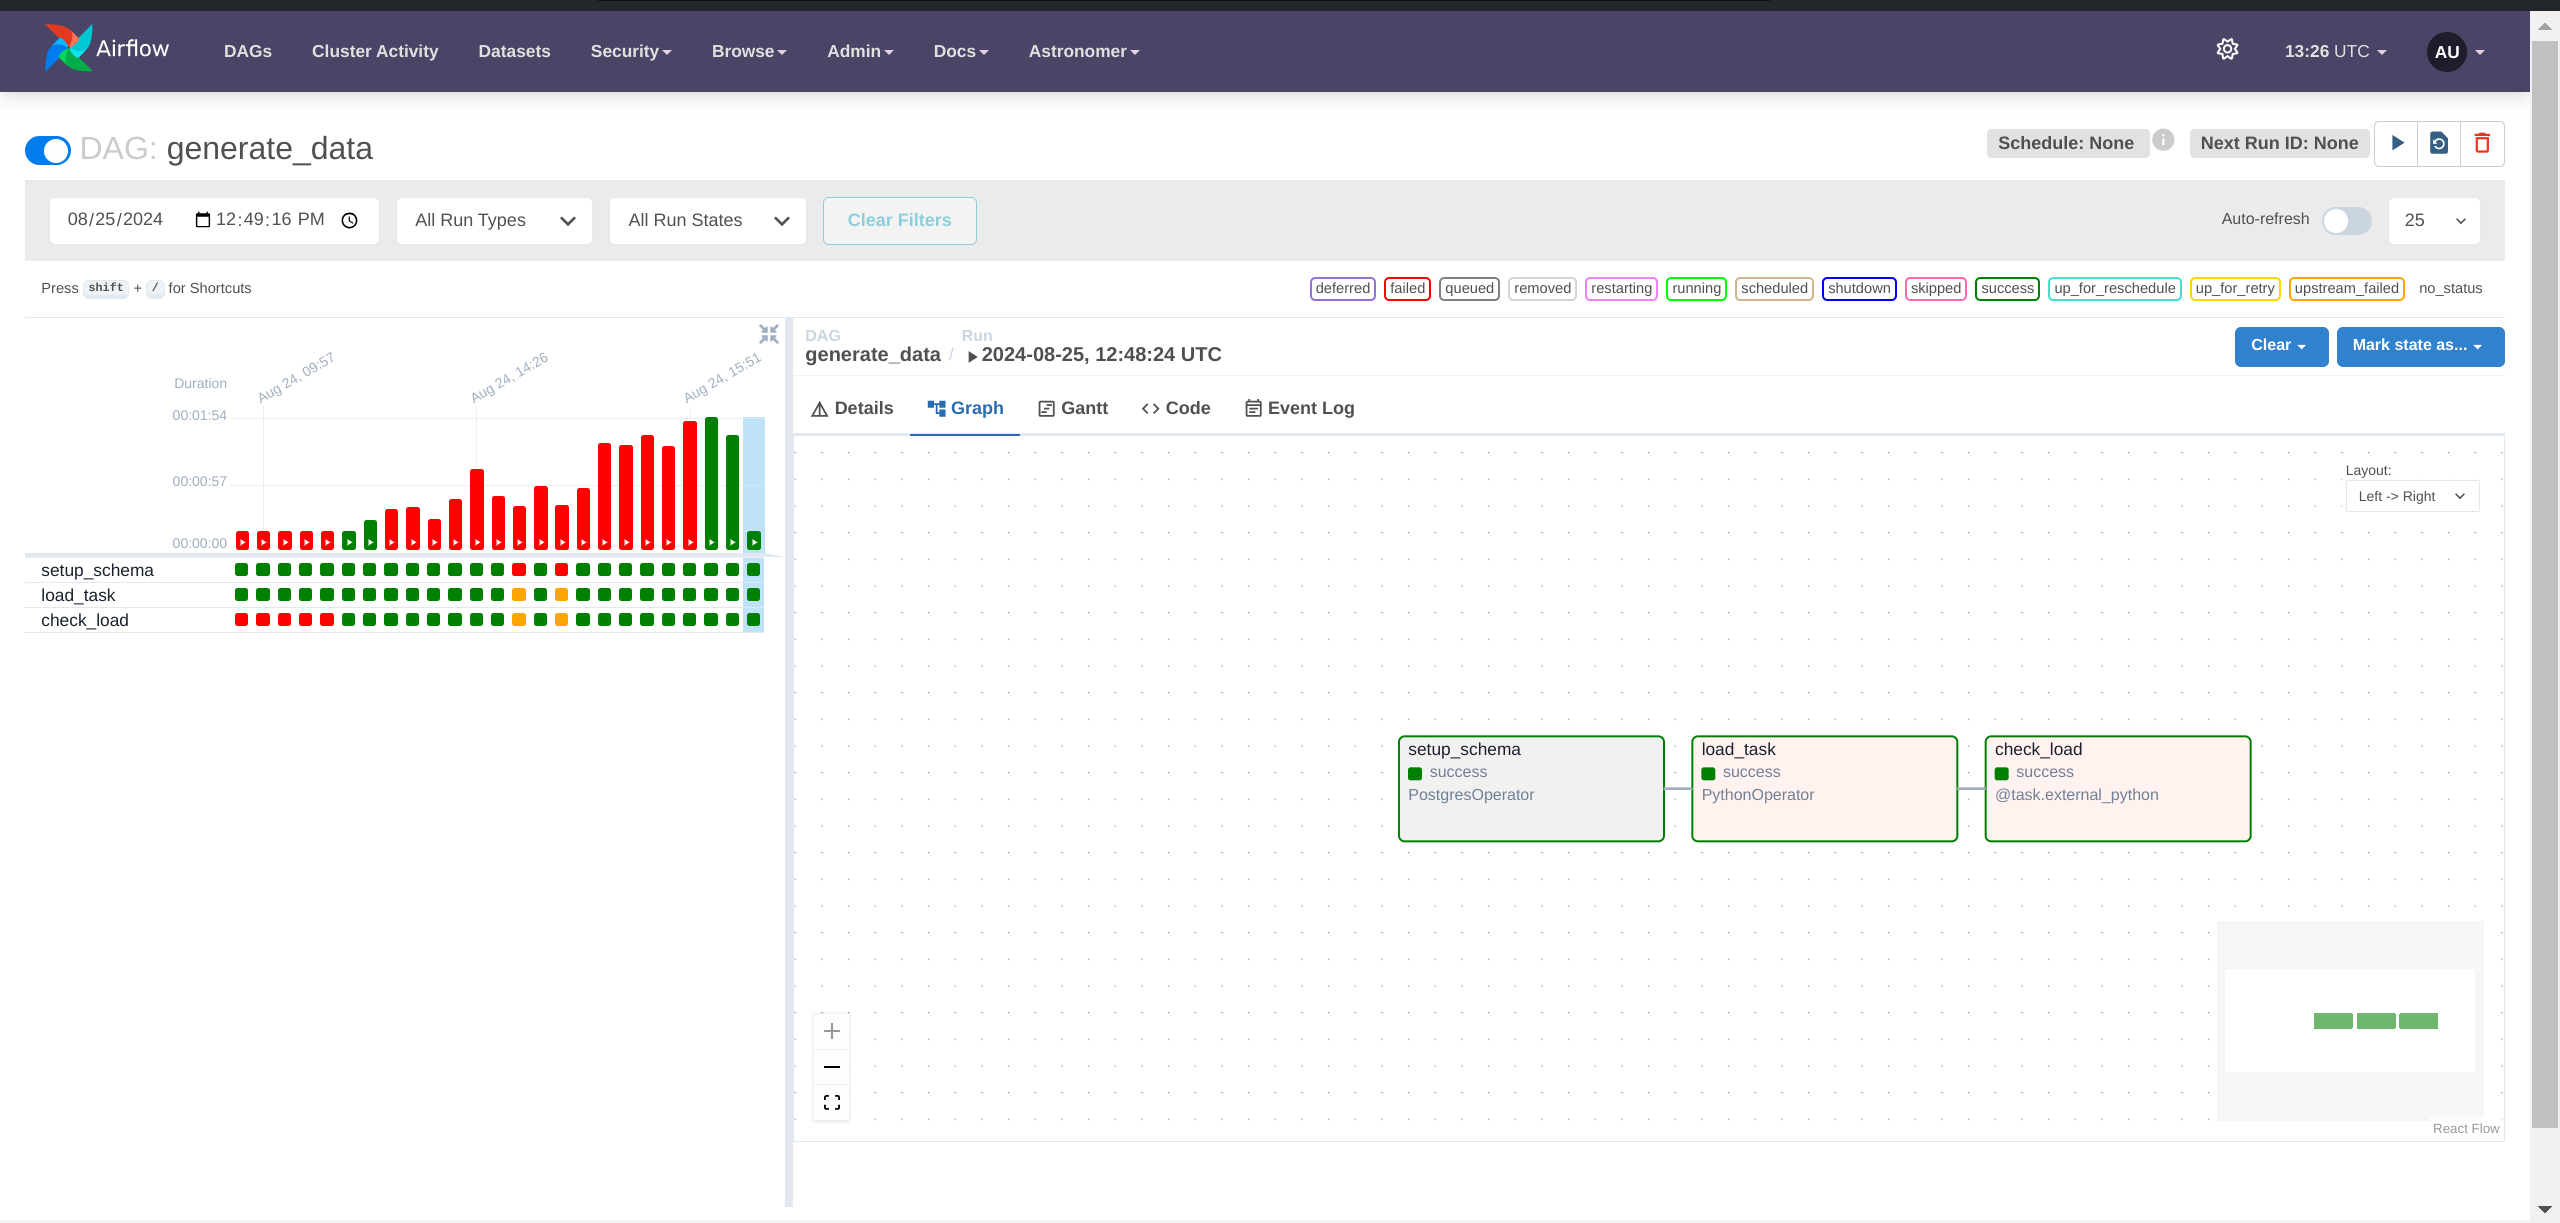 Airflow
DAGs Cluster Activity Datasets Security Browse Admin Docs Astronomer 13:26 UTC AU
DAG: generate_data
Schedule: None i Next Run ID: None
08/25/2024 12:49:16 PM All Run Types All Run States Clear Filters Auto-refresh 25
Press shift + / for Shortcuts
deferred failed queued removed restarting running scheduled shutdown skipped success up_for_reschedule up_for_retry upstream_failed no_status
Duration
Aug 24, 09:57
Aug 24, 14:26
Aug 24, 15:51
00:01:54
00:00:57
00:00:00
setup_schema
load_task
check_load
DAG
generate_data
/
Run
2024-08-25, 12:48:24 UTC
Clear
Mark state as...
Details Graph Gantt Code Event Log
Layout:
Left -> Right
setup_schema
success
PostgresOperator
load_task
success
PythonOperator
check_load
success
@task.external_python
React Flow